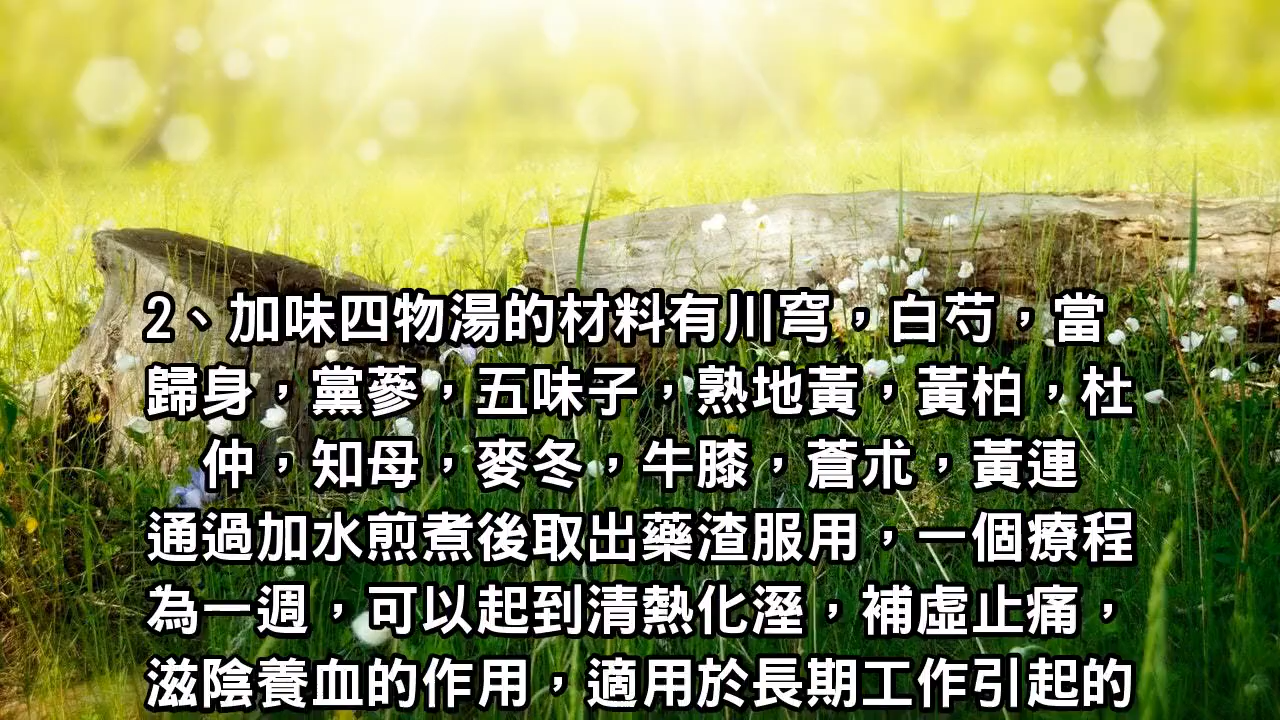 2、加味四物湯的材料有川穹，白芍，當
歸身，黨蔘，五味子，熟地黃，黃柏，杜
仲，知母，麥冬，牛膝，蒼朮，黃連
通過加水煎煮後取出藥渣服用，一個療程
為一週，可以起到清熱化溼，補虛止痛，
滋陰養血的作用，適用於長期工作引起的